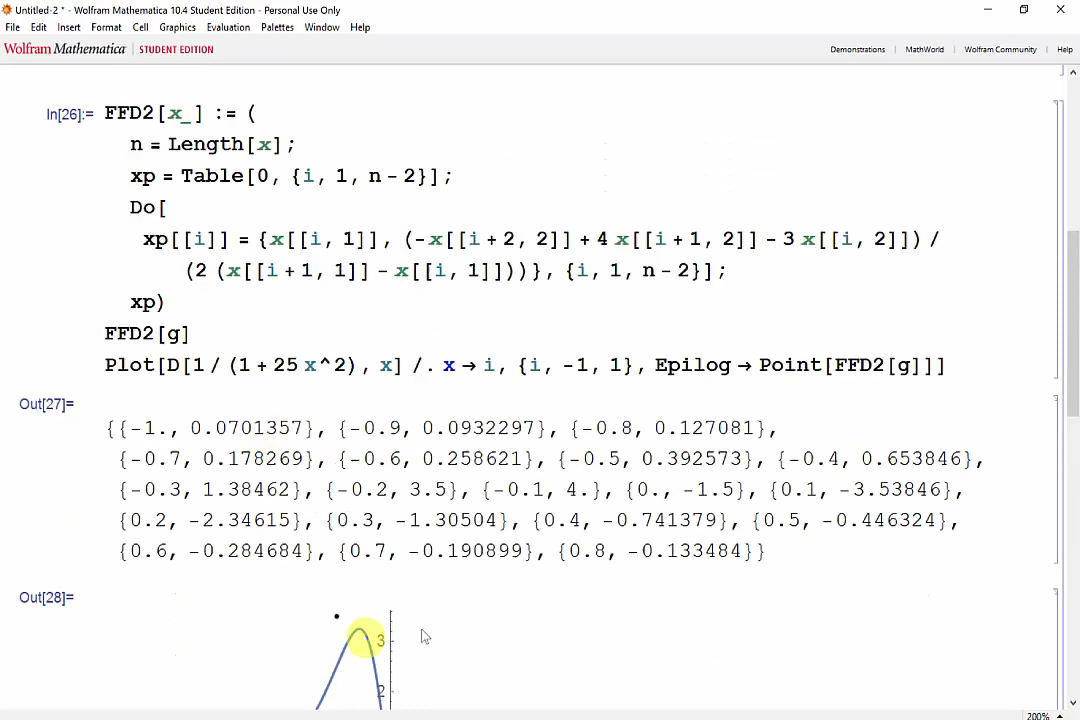 Untitled-2 * - Wolfram Mathematica 10.4 Student Edition - Personal Use Only
File Edit Insert Format Cell Graphics Evaluation Palettes Window Help
Wolfram Mathematica | STUDENT EDITION Demonstrations | MathWorld | Wolfram Community | Help
In[26]:= FFD2[x_] := (
n = Length[x];
xp = Table[0, {i, 1, n - 2}];
Do[
xp[[i]] = {x[[i, 1]], (-x[[i + 2, 2]] + 4 x[[i + 1, 2]] - 3 x[[i, 2]]) /
(2 (x[[i + 1, 1]] - x[[i, 1]]))}, {i, 1, n - 2}];
xp)
FFD2[g]
Plot[D[1 / (1 + 25 x^2), x] /. x → i, {i, -1, 1}, Epilog → Point[FFD2[g]]]
Out[27]=
{{-1., 0.0701357}, {-0.9, 0.0932297}, {-0.8, 0.127081},
{-0.7, 0.178269}, {-0.6, 0.258621}, {-0.5, 0.392573}, {-0.4, 0.653846},
{-0.3, 1.38462}, {-0.2, 3.5}, {-0.1, 4.}, {0., -1.5}, {0.1, -3.53846},
{0.2, -2.34615}, {0.3, -1.30504}, {0.4, -0.741379}, {0.5, -0.446324},
{0.6, -0.284684}, {0.7, -0.190899}, {0.8, -0.133484}}
Out[28]=
3
2
200%